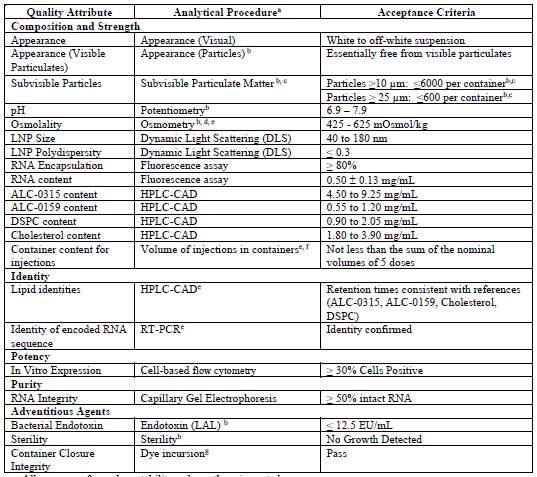 Quality Attribute Analytical Procedureᵃ Acceptance Criteria
Composition and Strength
Appearance Appearance (Visual) White to off-white suspension
Appearance (Visible Particulates) Appearance (Particles) ᵇ Essentially free from visible particulates
Subvisible Particles Subvisible Particulate Matter ᵇ, ᶜ Particles ≥10 µm: ≤6000 per containerᵇ,ᶜ
Particles ≥ 25 µm: ≤600 per containerᵇ,ᶜ
pH Potentiometryᵇ 6.9 – 7.9
Osmolality Osmometryᵇ, ᵈ, ᵉ 425 - 625 mOsmol/kg
LNP Size Dynamic Light Scattering (DLS) 40 to 180 nm
LNP Polydispersity Dynamic Light Scattering (DLS) ≤ 0.3
RNA Encapsulation Fluorescence assay ≥ 80%
RNA content Fluorescence assay 0.50 ± 0.13 mg/mL
ALC-0315 content HPLC-CAD 4.50 to 9.25 mg/mL
ALC-0159 content HPLC-CAD 0.55 to 1.20 mg/mL
DSPC content HPLC-CAD 0.90 to 2.05 mg/mL
Cholesterol content HPLC-CAD 1.80 to 3.90 mg/mL
Container content for injections Volume of injections in containersᵉ, ᶠ Not less than the sum of the nominal volumes of 5 doses
Identity
Lipid identities HPLC-CADᵉ Retention times consistent with references (ALC-0315, ALC-0159, Cholesterol, DSPC)
Identity of encoded RNA sequence RT-PCRᵉ Identity confirmed
Potency
In Vitro Expression Cell-based flow cytometry ≥ 30% Cells Positive
Purity
RNA Integrity Capillary Gel Electrophoresis ≥ 50% intact RNA
Adventitious Agents
Bacterial Endotoxin Endotoxin (LAL) ᵇ ≤ 12.5 EU/mL
Sterility Sterilityᵇ No Growth Detected
Container Closure Integrity Dye incursionᵍ Pass